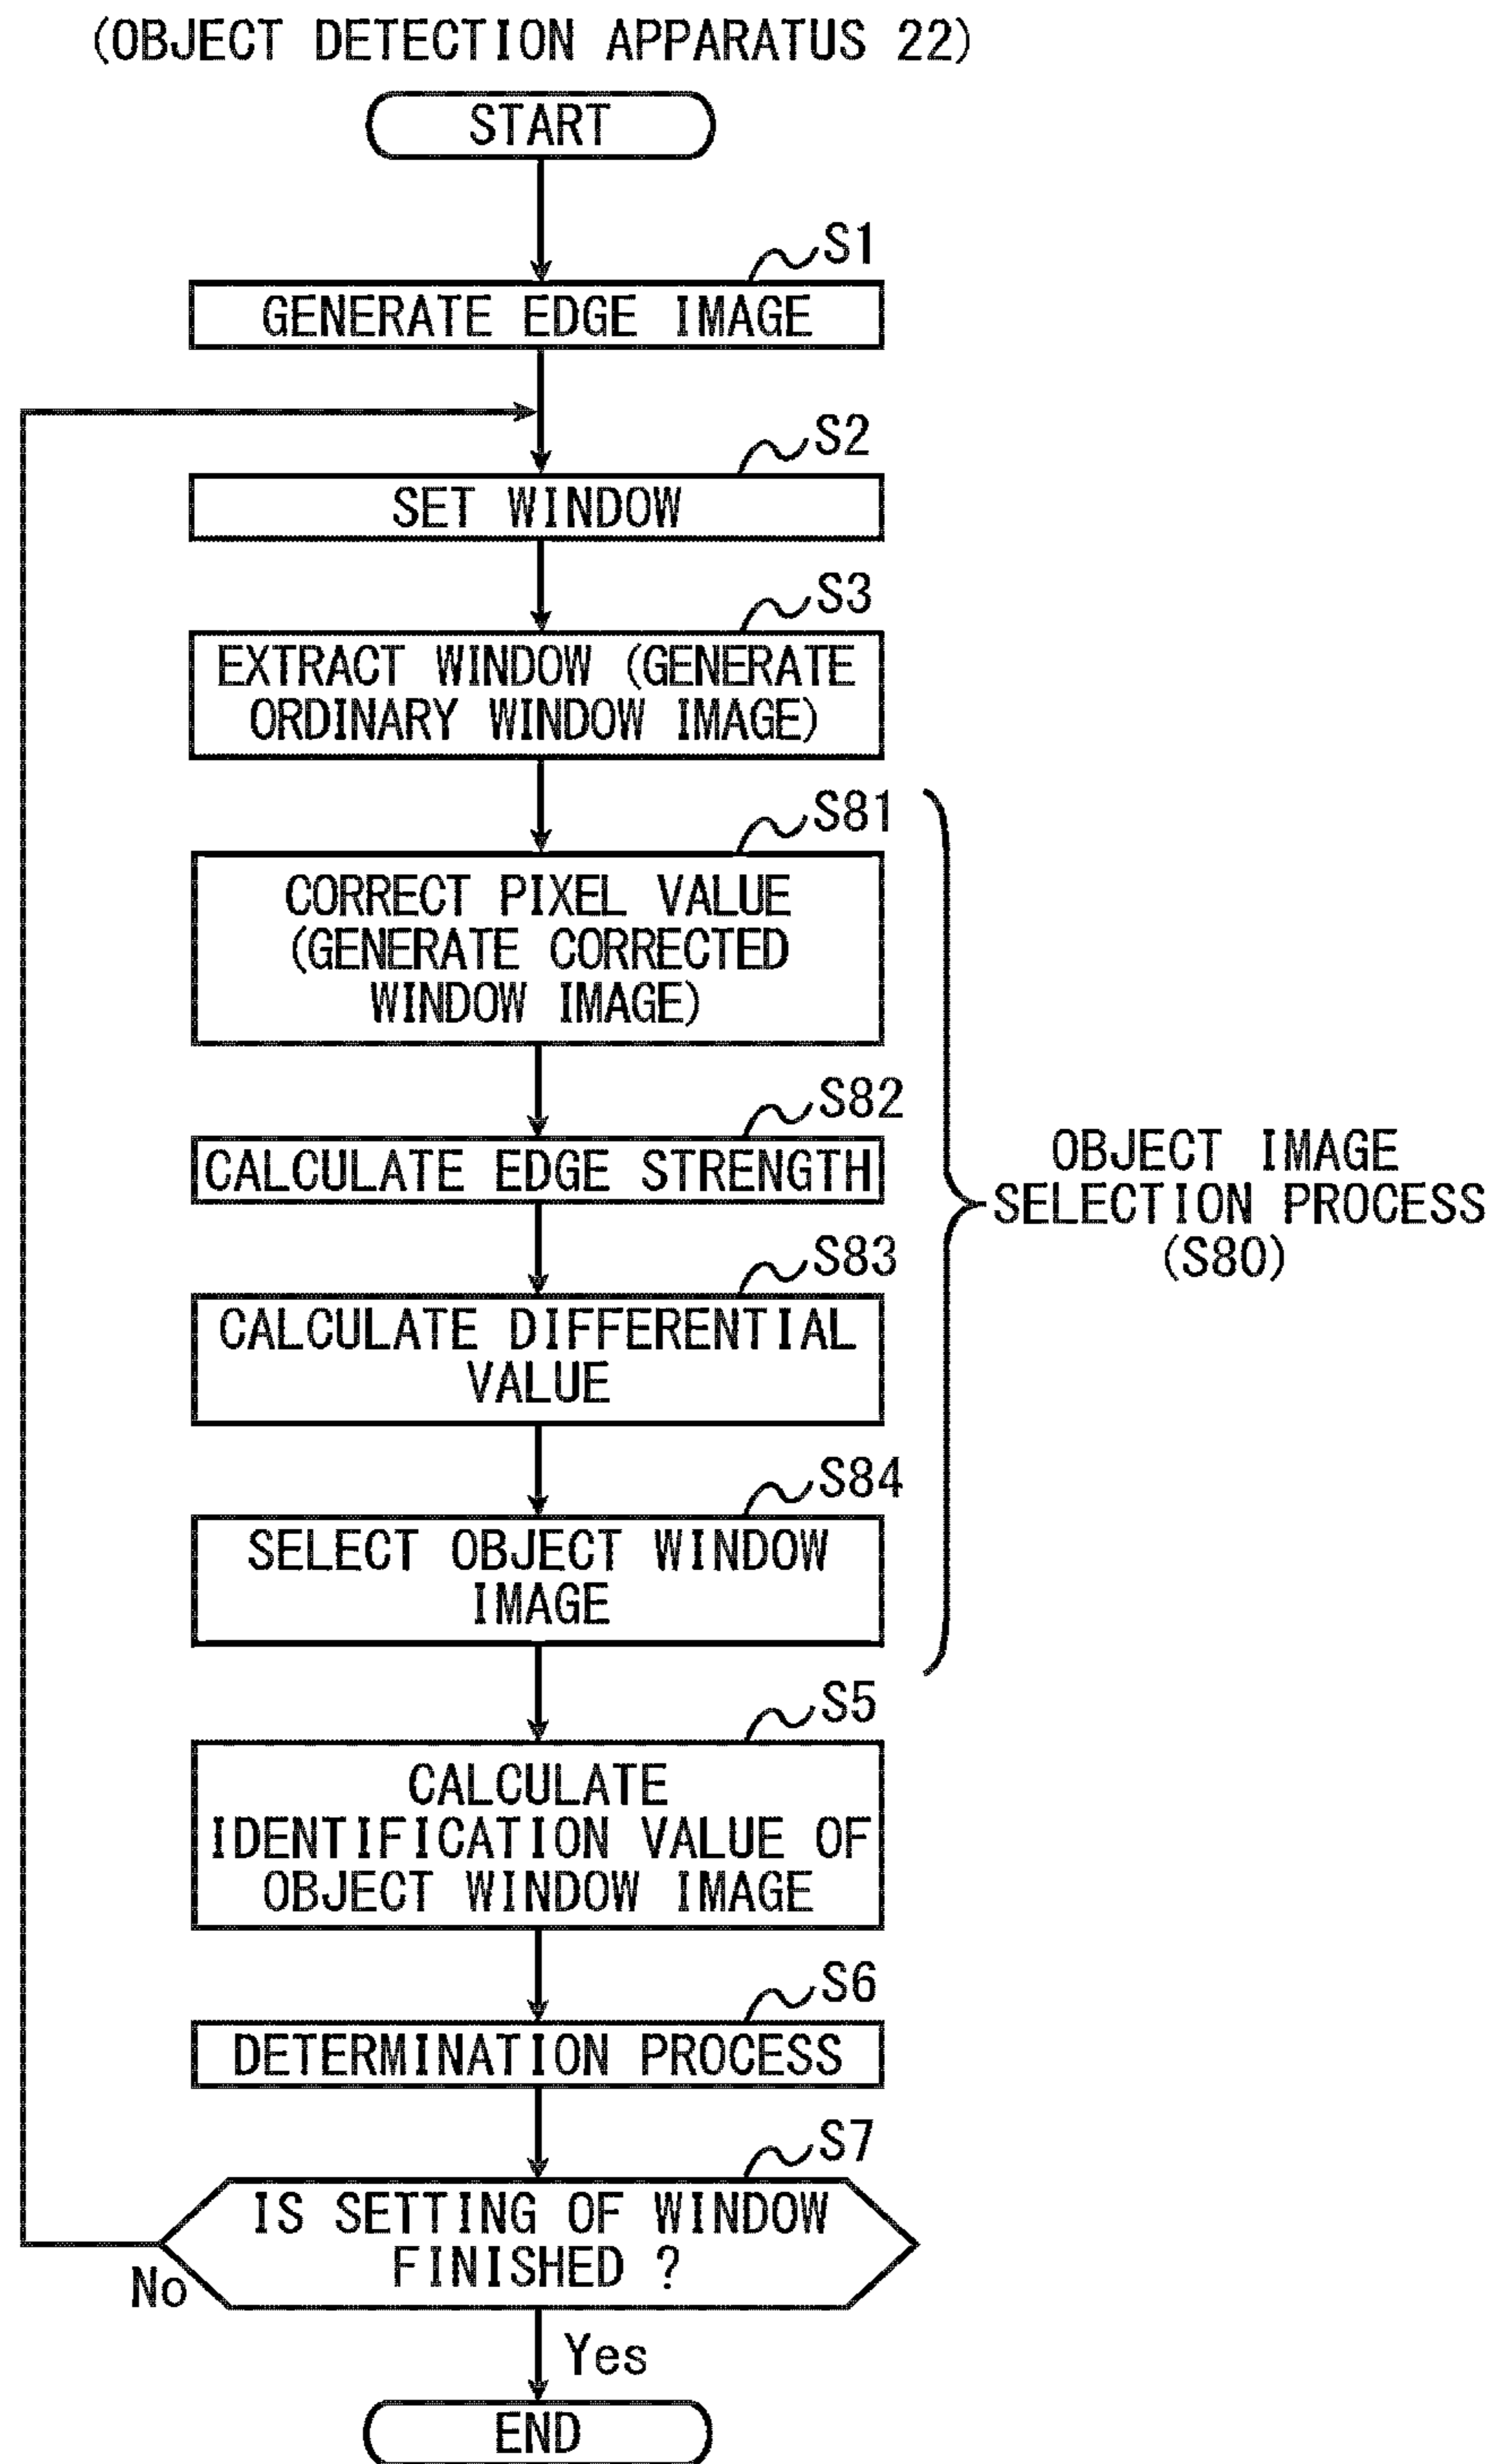 (OBJECT DETECTION APPARATUS 22)
START
S1
GENERATE EDGE IMAGE
S2
SET WINDOW
S3
EXTRACT WINDOW (GENERATE
ORDINARY WINDOW IMAGE)
S81
CORRECT PIXEL VALUE
(GENERATE CORRECTED
WINDOW IMAGE)
S82
CALCULATE EDGE STRENGTH
OBJECT IMAGE
SELECTION PROCESS
(S80)
S83
CALCULATE DIFFERENTIAL
VALUE
S84
SELECT OBJECT WINDOW
IMAGE
S5
CALCULATE
IDENTIFICATION VALUE OF
OBJECT WINDOW IMAGE
S6
DETERMINATION PROCESS
S7
IS SETTING OF WINDOW
FINISHED ?
No
Yes
END